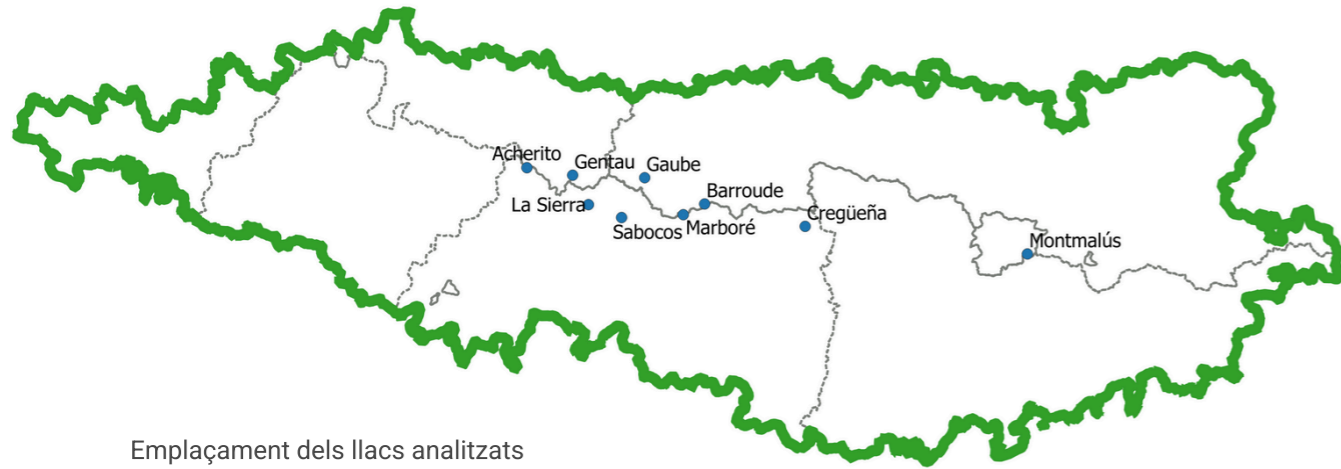 Acherito
Gentau
Gaube
Barroude
La Sierra
Sabocos
Marboré
Cregüeña
Montmalús
Emplaçament dels llacs analitzats